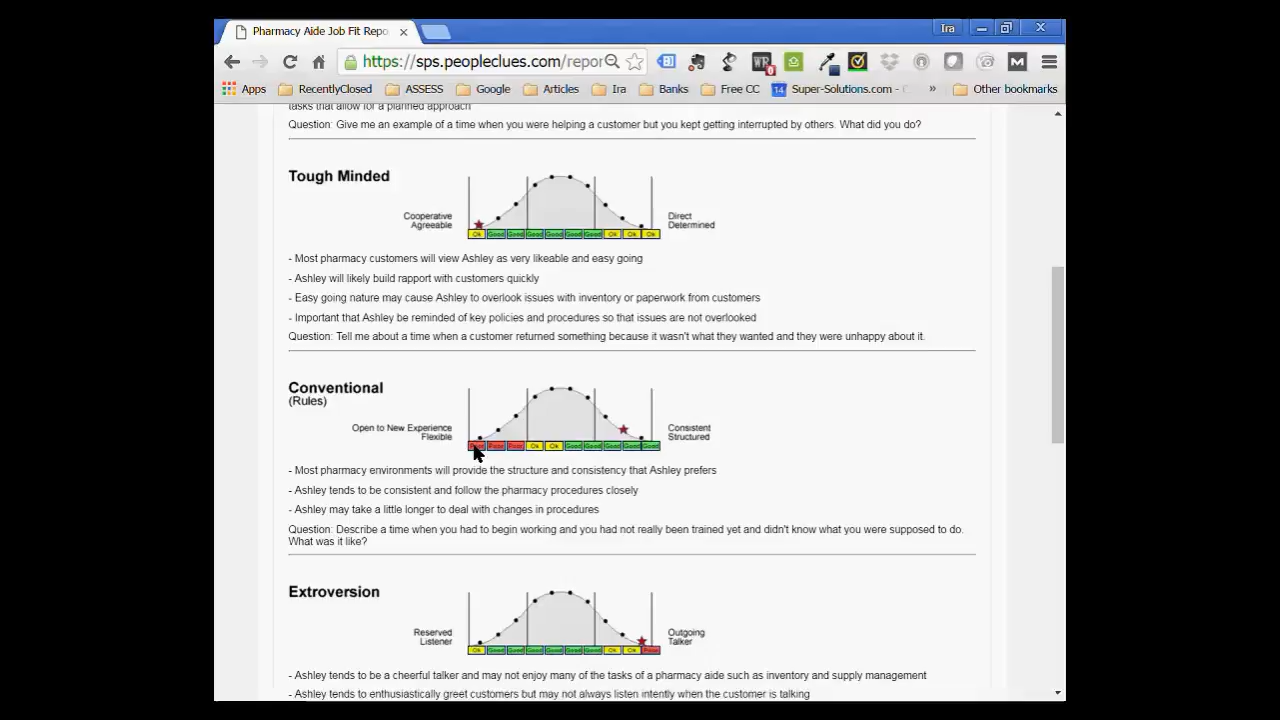 Pharmacy Aide Job Fit Repo
Ira
https://sps.peopleclues.com/repor
Apps RecentlyClosed ASSESS Google Articles Ira Banks Free CC 14 Super-Solutions.com - » Other bookmarks
tasks that allow for a planned approach
Question: Give me an example of a time when you were helping a customer but you kept getting interrupted by others. What did you do?
Tough Minded
Cooperative
Agreeable
Direct
Determined
Ok Good Good Good Good Good Good Ok Ok Ok
- Most pharmacy customers will view Ashley as very likeable and easy going
- Ashley will likely build rapport with customers quickly
- Easy going nature may cause Ashley to overlook issues with inventory or paperwork from customers
- Important that Ashley be reminded of key policies and procedures so that issues are not overlooked
Question: Tell me about a time when a customer returned something because it wasn't what they wanted and they were unhappy about it.
Conventional
(Rules)
Open to New Experience
Flexible
Consistent
Structured
Poor Poor Poor Ok Ok Good Good Good Good Good
- Most pharmacy environments will provide the structure and consistency that Ashley prefers
- Ashley tends to be consistent and follow the pharmacy procedures closely
- Ashley may take a little longer to deal with changes in procedures
Question: Describe a time when you had to begin working and you had not really been trained yet and didn't know what you were supposed to do.
What was it like?
Extroversion
Reserved
Listener
Outgoing
Talker
Ok Good Good Good Good Good Good Ok Ok Poor
- Ashley tends to be a cheerful talker and may not enjoy many of the tasks of a pharmacy aide such as inventory and supply management
- Ashley tends to enthusiastically greet customers but may not always listen intently when the customer is talking